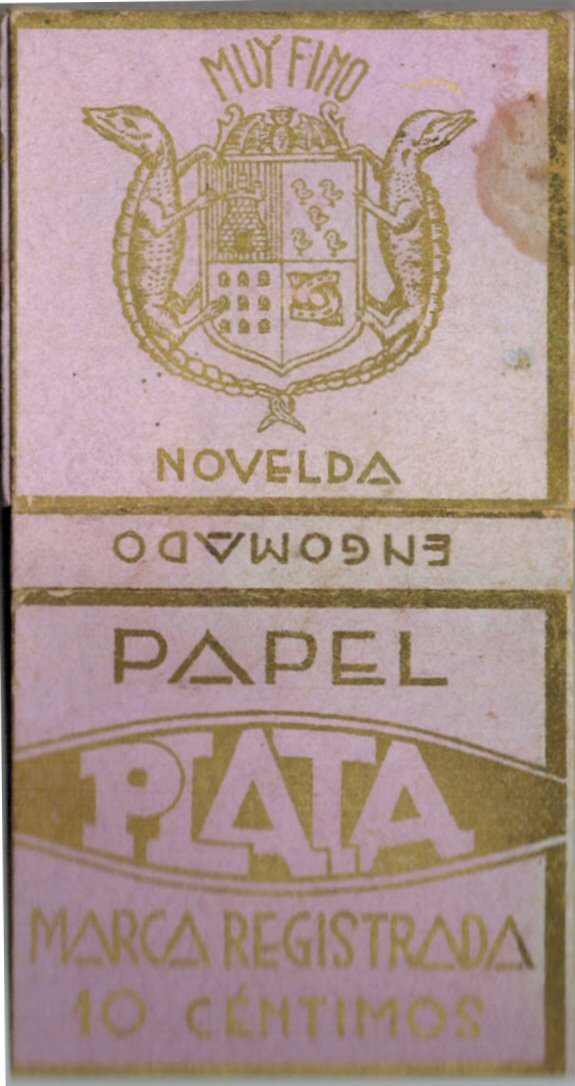 MUY FINO
NOVELDA
ENGOMADO
PAPEL
PLATA
MARCA REGISTRADA
10 CÉNTIMOS